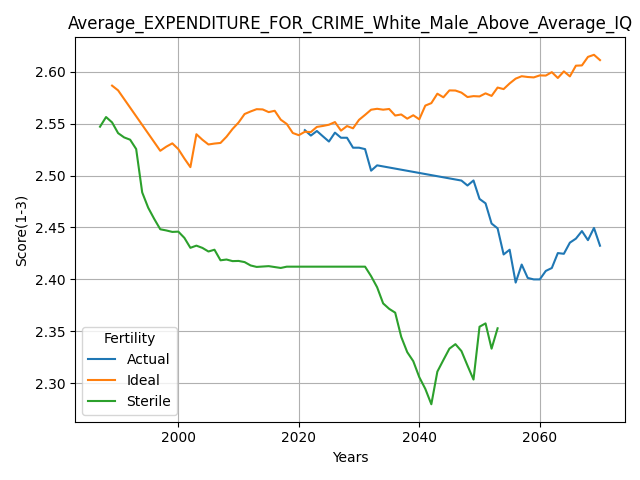 Average_EXPENDITURE_FOR_CRIME_White_Male_Above_Average_IQ
2.60
2.55
2.50
2.45
2.40
2.35
2.30
Score(1-3)
Fertility
Actual
Ideal
Sterile
2000
2020
2040
2060
Years